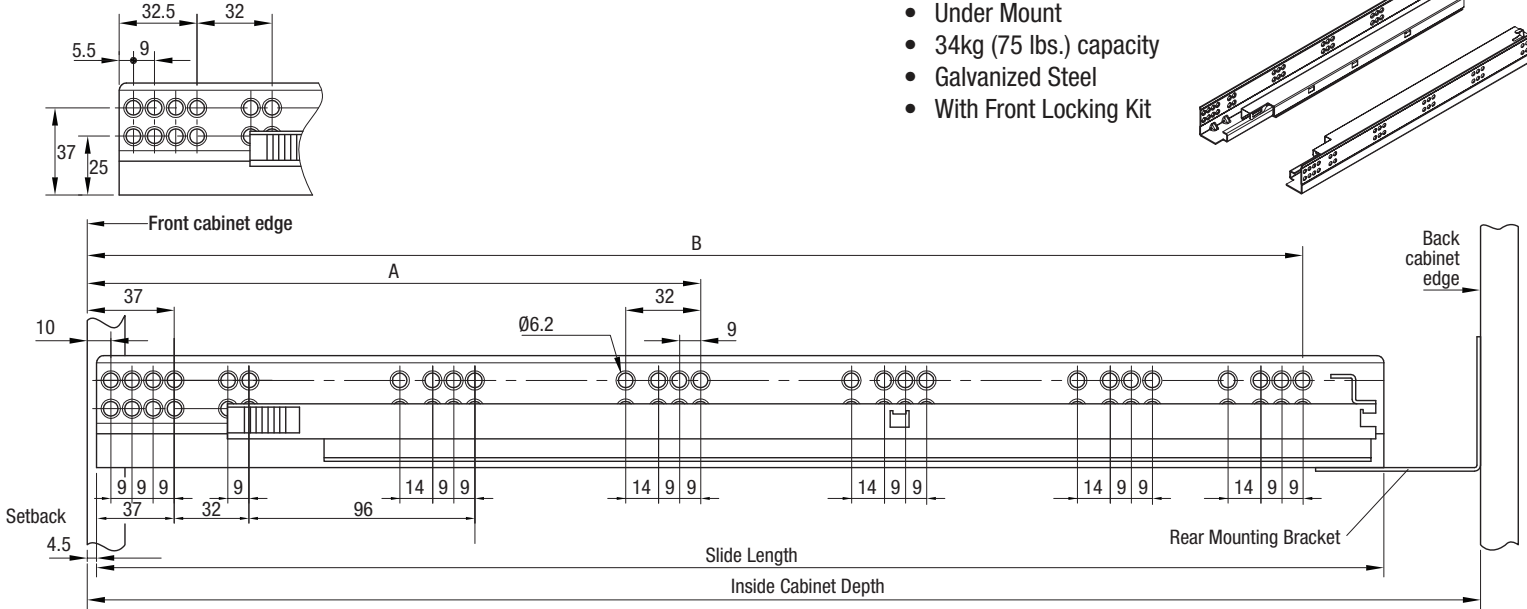 32.5
32
5.5
9
37
25
• Under Mount
• 34kg (75 lbs.) capacity
• Galvanized Steel
• With Front Locking Kit
Front cabinet edge
B
Back
cabinet
edge
A
37
32
10
Ø6.2
9
9 9 9
9
14 9 9
14 9 9
14 9 9
14 9 9
14 9 9
37
32
96
Setback
4.5
Rear Mounting Bracket
Slide Length
Inside Cabinet Depth